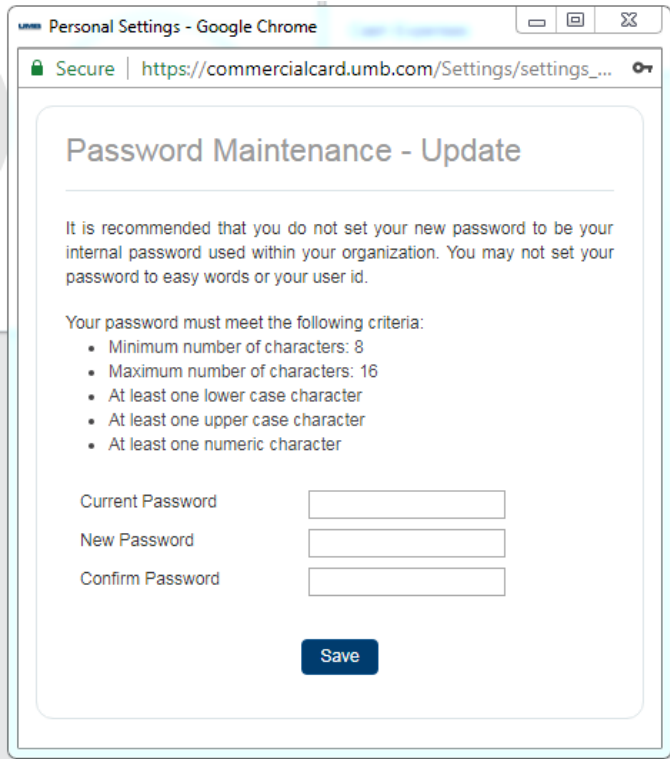 UMB Personal Settings - Google Chrome
Secure | https://commercialcard.umb.com/Settings/settings_...
Password Maintenance - Update
It is recommended that you do not set your new password to be your
internal password used within your organization. You may not set your
password to easy words or your user id.
Your password must meet the following criteria:
• Minimum number of characters: 8
• Maximum number of characters: 16
• At least one lower case character
• At least one upper case character
• At least one numeric character
Current Password
New Password
Confirm Password
Save